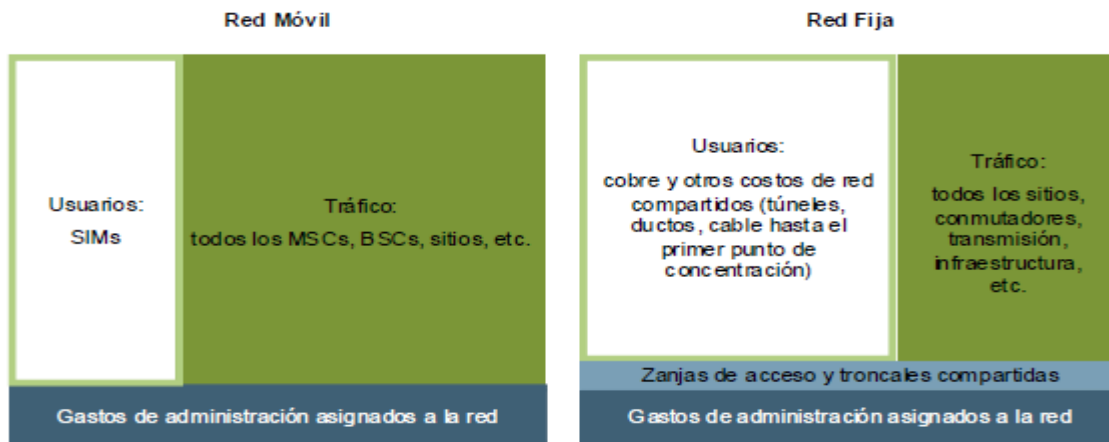 Red Móvil
Usuarios:
SIMs
Tráfico:
todos los MSCs, BSCs, sitios, etc.
Gastos de administración asignados a la red
Red Fija
Usuarios:
cobre y otros costos de red
compartidos (túneles,
ductos, cable hasta el
primer punto de
concentración)
Tráfico:
todos los sitios,
conmutadores,
transmisión,
infraestructura,
etc.
Zanjas de acceso y troncales compartidas
Gastos de administración asignados a la red